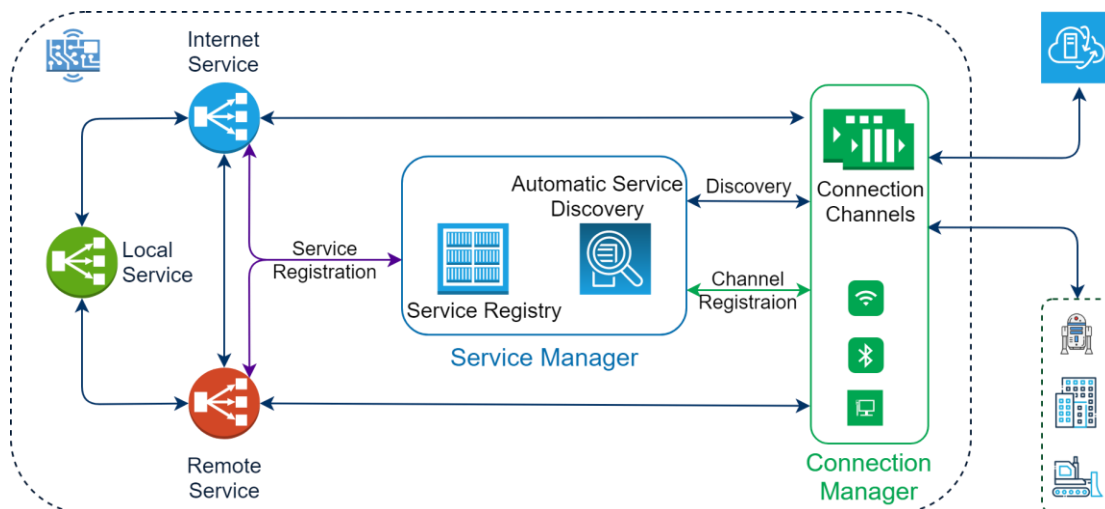 Internet
Service
Automatic Service
Discovery
Discovery
Connection
Channels
Local
Service
Service
Registration
Service Registry
Channel
Registraion
Service Manager
Remote
Service
Connection
Manager